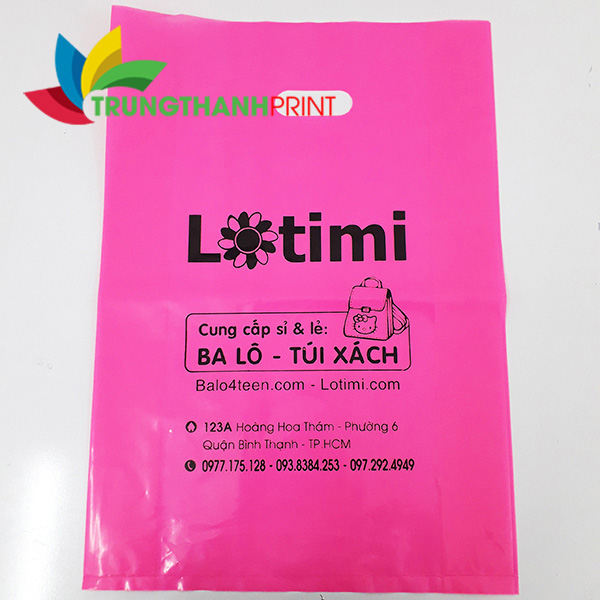 TRUNGTHANHPRINT
Lotimi
Cung cấp sỉ & lẻ:
BA LÔ - TÚI XÁCH
Balo4teen.com - Lotimi.com
123A Hoàng Hoa Thám - Phường 6
Quận Bình Thạnh - TP.HCM
0977.175.128 - 093.8384.253 - 097.292.4949